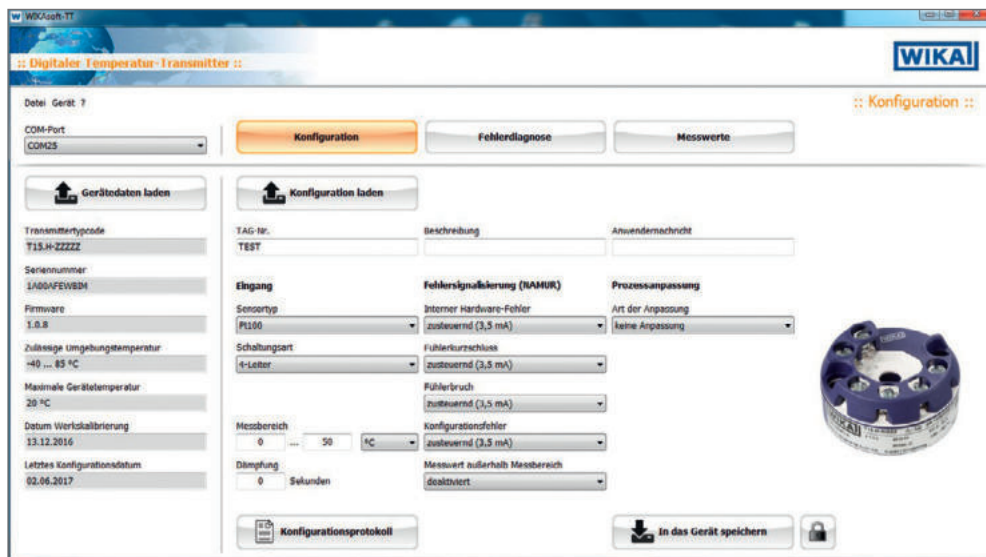 WIKAsoft-TT
:: Digitaler Temperatur-Transmitter ::
WIKA
Datei Gerät ?
:: Konfiguration ::
COM-Port
COM25
Konfiguration
Fehlerdiagnose
Messwerte
Gerätedaten laden
Konfiguration laden
Transmittertypcode
T15.H-ZZZZZ
Seriennummer
1A00AFEWBIM
Firmware
1.0.8
Zulässige Umgebungstemperatur
-40 ... 85 °C
Maximale Gerätetemperatur
20 °C
Datum Werkskalibrierung
13.12.2016
Letztes Konfigurationsdatum
02.06.2017
TAG-Nr.
TEST
Beschreibung
Anwendernachricht
Eingang
Sensortyp
Pt100
Schaltungsart
4-Leiter
Messbereich
0 ... 50 °C
Dämpfung
0 Sekunden
Fehlersignalisierung (NAMUR)
Interner Hardware-Fehler
zusteuernd (3,5 mA)
Fühlerkurzschluss
zusteuernd (3,5 mA)
Fühlerbruch
zusteuernd (3,5 mA)
Konfigurationsfehler
zusteuernd (3,5 mA)
Messwert außerhalb Messbereich
deaktiviert
Prozessanpassung
Art der Anpassung
keine Anpassung
WIKA
WIKA
Konfigurationsprotokoll
In das Gerät speichern